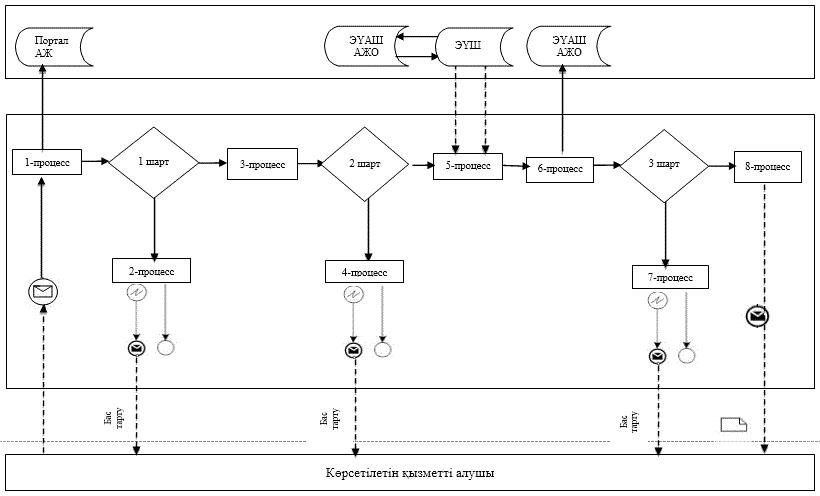 Портал
АЖ
ЭҮАШ
АЖО
ЭҮШ
ЭҮАШ
АЖО
1-процесс
1 шарт
3-процесс
2 шарт
5-процесс
6-процесс
3 шарт
8-процесс
2-процесс
4-процесс
7-процесс
Бас
тарту
Бас
тарту
Бас
тарту
Көрсетілетін қызметті алушы